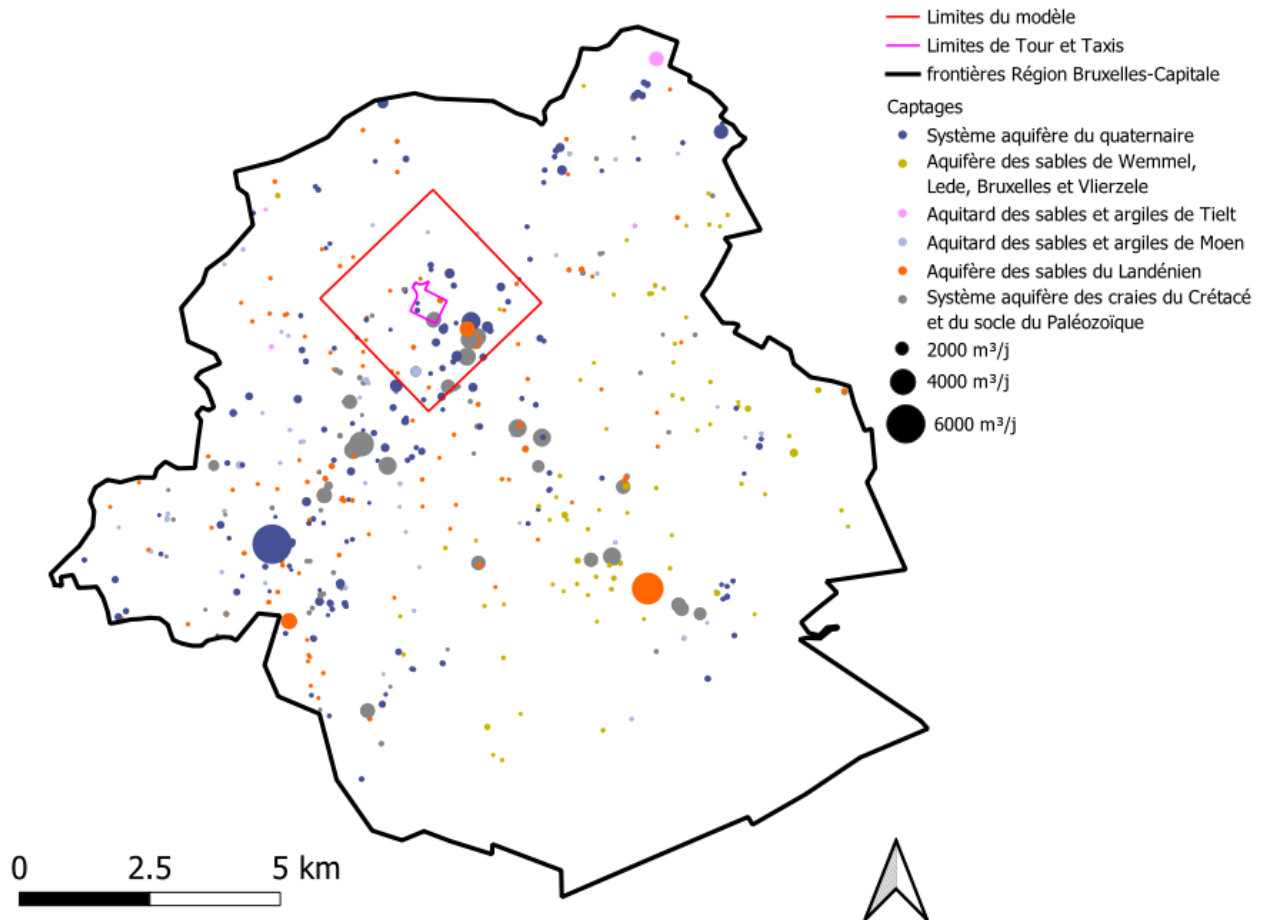 Limites du modèle
Limites de Tour et Taxis
frontières Région Bruxelles-Capitale
Captages
Système aquifère du quaternaire
Aquifère des sables de Wemmel,
Lede, Bruxelles et Vlierzele
Aquitard des sables et argiles de Tielt
Aquitard des sables et argiles de Moen
Aquifère des sables du Landénien
Système aquifère des craies du Crétacé
et du socle du Paléozoïque
2000 m³/j
4000 m³/j
6000 m³/j
0 2.5 5 km